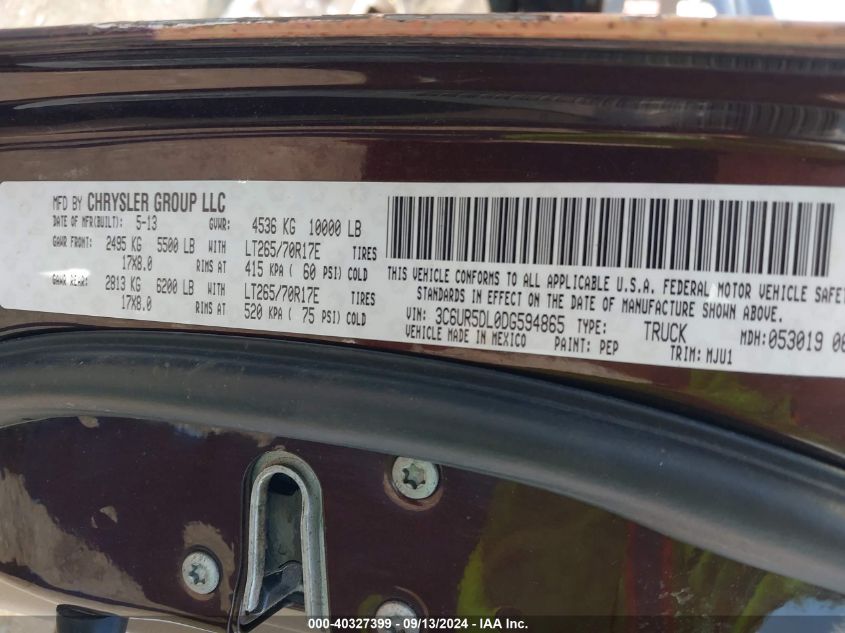 MFD BY CHRYSLER GROUP LLC
DATE OF MFR(BUILT): 5-13 GVWR: 4536 KG 10000 LB
GAWR FRONT: 2495 KG 5500 LB WITH LT265/70R17E TIRES
17X8.0 RIMS AT 415 KPA ( 60 PSI) COLD
GAWR REAR: 2813 KG 6200 LB WITH LT265/70R17E TIRES
17X8.0 RIMS AT 520 KPA ( 75 PSI) COLD
THIS VEHICLE CONFORMS TO ALL APPLICABLE U.S.A. FEDERAL MOTOR VEHICLE SAFET
STANDARDS IN EFFECT ON THE DATE OF MANUFACTURE SHOWN ABOVE.
VIN: 3C6UR5DL0DG594865 TYPE: TRUCK MDH:053019 06
VEHICLE MADE IN MEXICO PAINT: PEP TRIM: MJU1
000-40327399 - 09/13/2024 - IAA Inc.